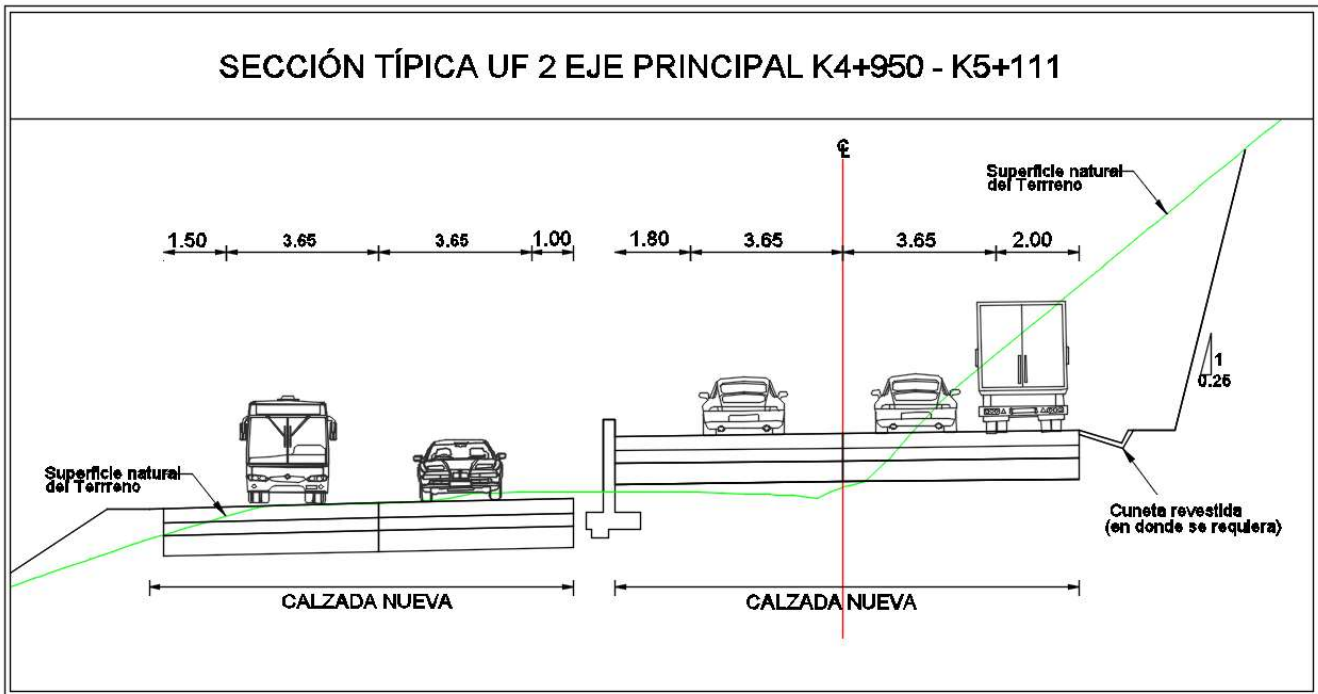 SECCIÓN TÍPICA UF 2 EJE PRINCIPAL K4+950 - K5+111
℄
Superficie natural
del Terrreno
1.50 3.65 3.65 1.00 1.80 3.65 3.65 2.00
1
0.25
Superficie natural
del Terrreno
Cuneta revestida
(en donde se requiera)
CALZADA NUEVA CALZADA NUEVA